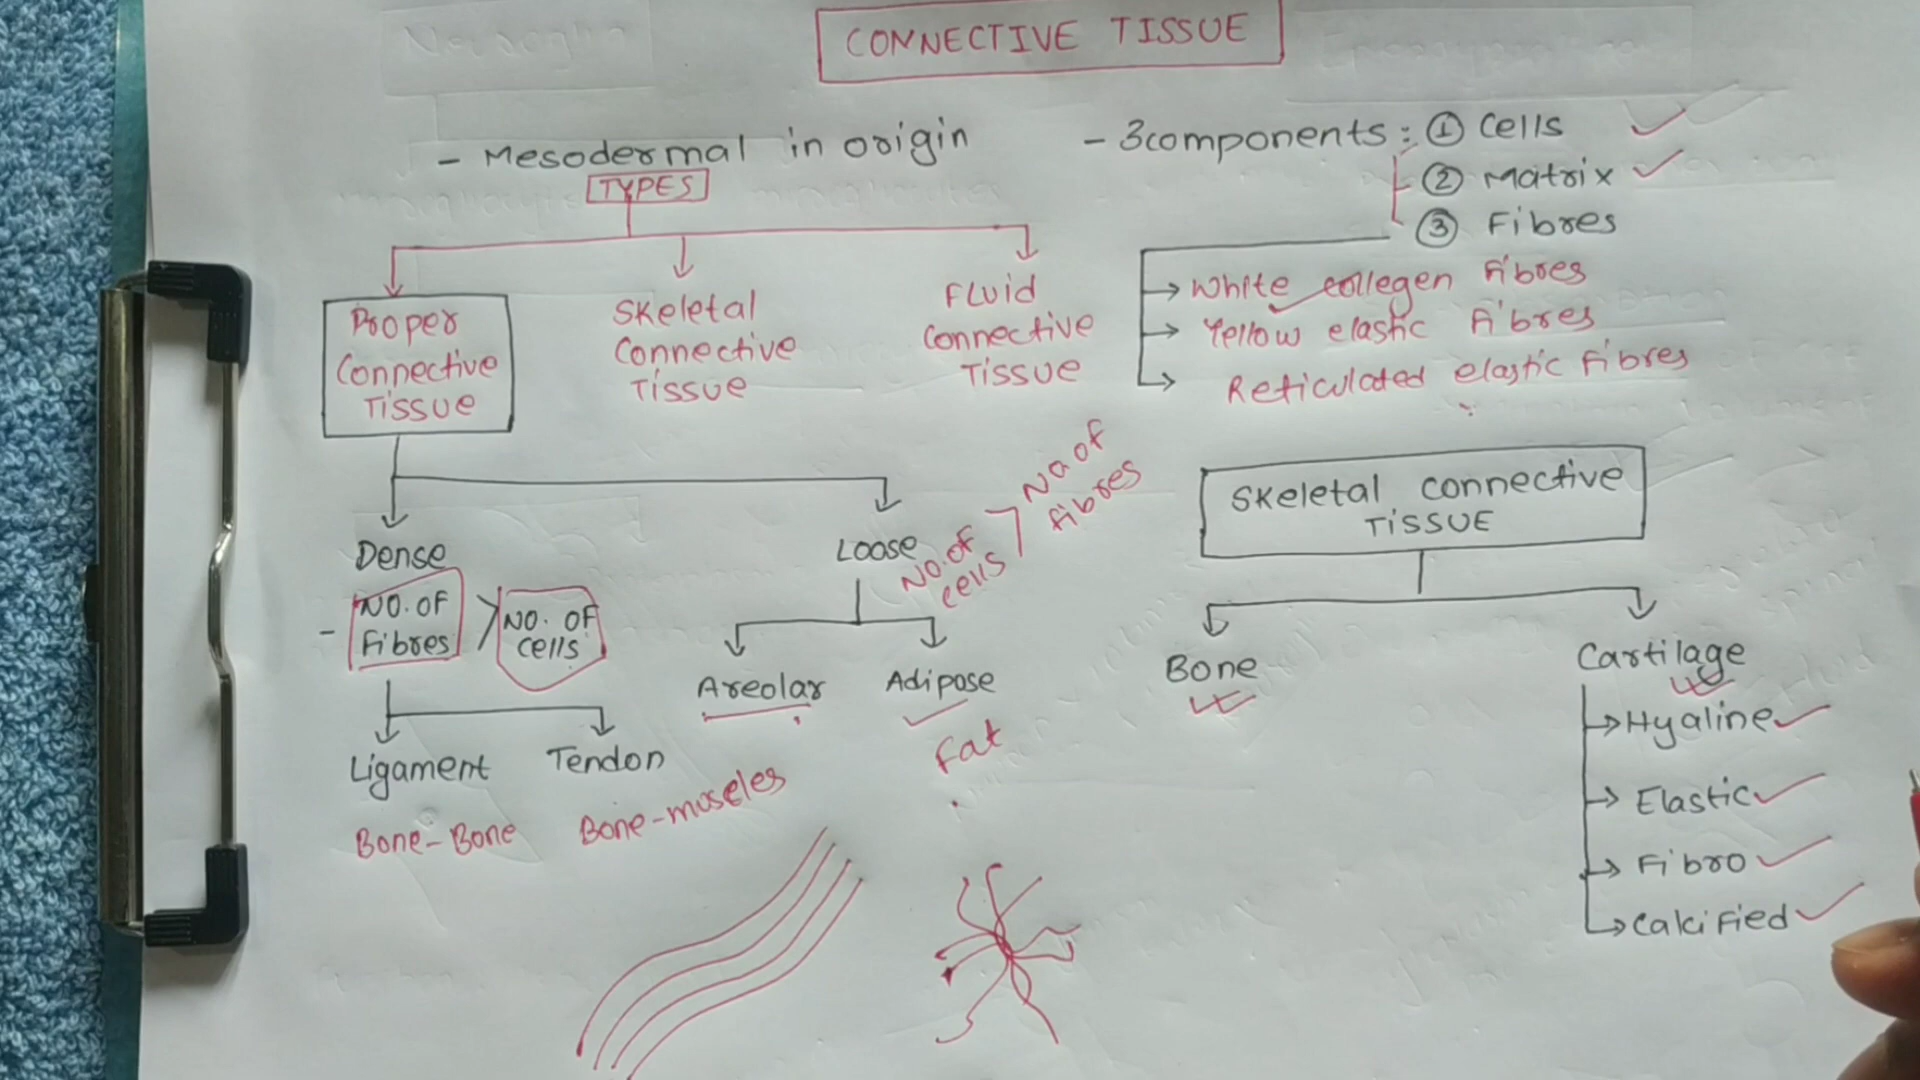 CONNECTIVE TISSUE
- Mesodermal in origin
- 3components : ① Cells
② Matrix
③ Fibres
White collegen Fibres
Yellow elastic Fibres
Reticulated elastic Fibres
TYPES
Proper
Connective
Tissue
Skeletal
Connective
Tissue
Fluid
Connective
Tissue
Dense
- NO. OF
Fibres > NO. OF
cells
Ligament
Bone-Bone
Tendon
Bone-museles
Loose
No. of
cells > No of
fibres
Areolar
Adipose
Fat
Skeletal connective
Tissue
Bone
Cartilage
Hyaline
Elastic
Fibro
Calcified